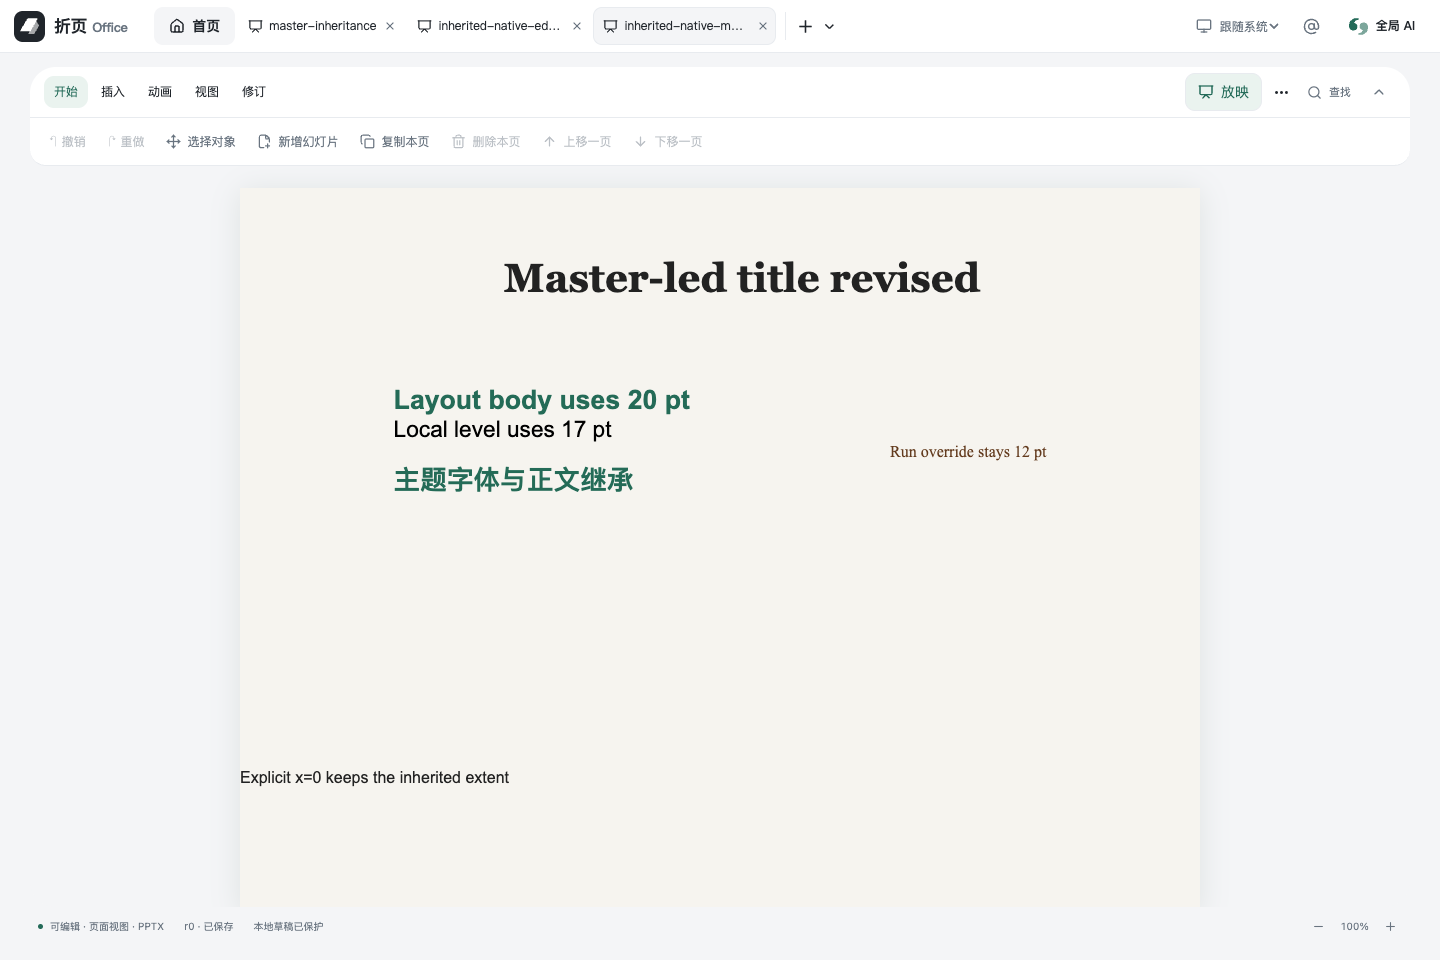 折页 Office
首页
master-inheritance
inherited-native-ed...
inherited-native-m...
跟随系统
全局 AI
开始
插入
动画
视图
修订
放映
查找
撤销
重做
选择对象
新增幻灯片
复制本页
删除本页
上移一页
下移一页
Master-led title revised
Layout body uses 20 pt
Local level uses 17 pt
Run override stays 12 pt
主题字体与正文继承
Explicit x=0 keeps the inherited extent
可编辑 · 页面视图 · PPTX
r0 · 已保存
本地草稿已保护
100%